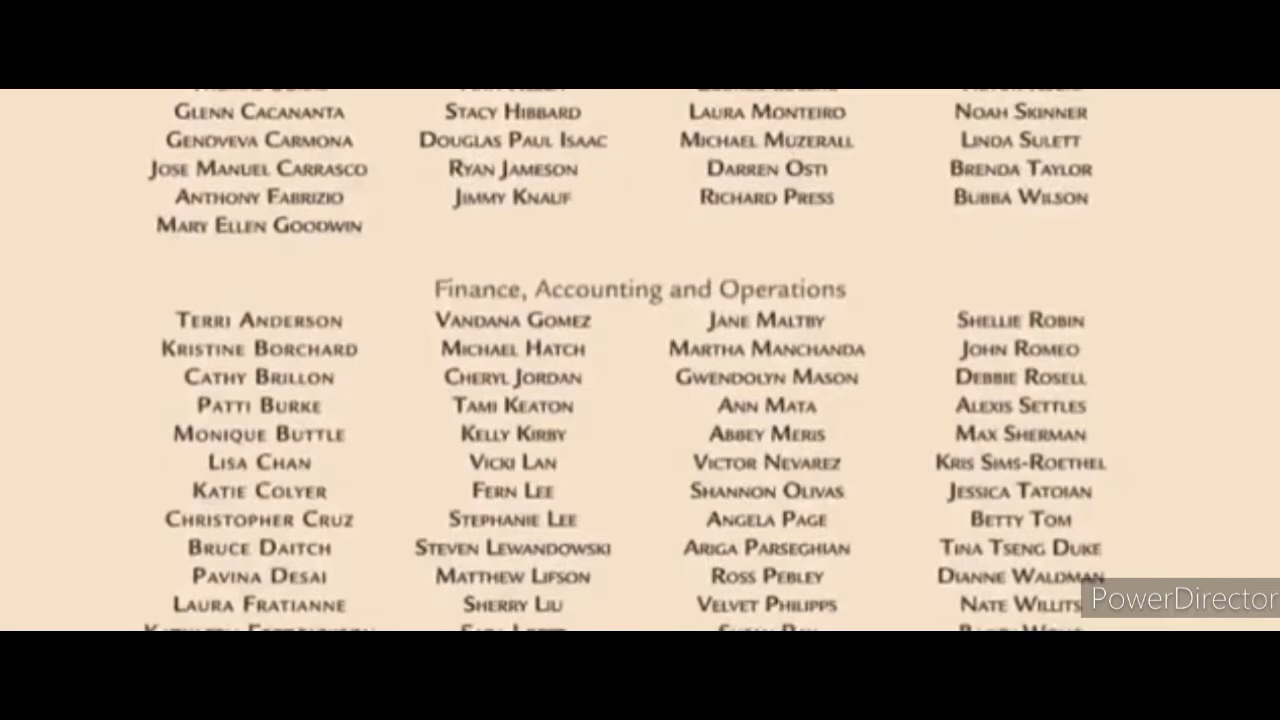 GLENN CACANANTA STACY HIBBARD LAURA MONTEIRO NOAH SKINNER
GENOVEVA CARMONA DOUGLAS PAUL ISAAC MICHAEL MUZERALL LINDA SULETT
JOSE MANUEL CARRASCO RYAN JAMESON DARREN OSTI BRENDA TAYLOR
ANTHONY FABRIZIO JIMMY KNAUF RICHARD PRESS BUBBA WILSON
MARY ELLEN GOODWIN
Finance, Accounting and Operations
TERRI ANDERSON VANDANA GOMEZ JANE MALTBY SHELLIE ROBIN
KRISTINE BORCHARD MICHAEL HATCH MARTHA MANCHANDA JOHN ROMEO
CATHY BRILLON CHERYL JORDAN GWENDOLYN MASON DEBBIE ROSELL
PATTI BURKE TAMI KEATON ANN MATA ALEXIS SETTLES
MONIQUE BUTTLE KELLY KIRBY ABBEY MERIS MAX SHERMAN
LISA CHAN VICKI LAN VICTOR NEVAREZ KRIS SIMS-ROETHEL
KATIE COLYER FERN LEE SHANNON OLIVAS JESSICA TATOIAN
CHRISTOPHER CRUZ STEPHANIE LEE ANGELA PAGE BETTY TOM
BRUCE DAITCH STEVEN LEWANDOWSKI ARIGA PARSEGHIAN TINA TSENG DUKE
PAVINA DESAI MATTHEW LIFSON ROSS PEBLEY DIANNE WALDMAN
LAURA FRATIANNE SHERRY LIU VELVET PHILIPPS NATE WILLITS
PowerDirector